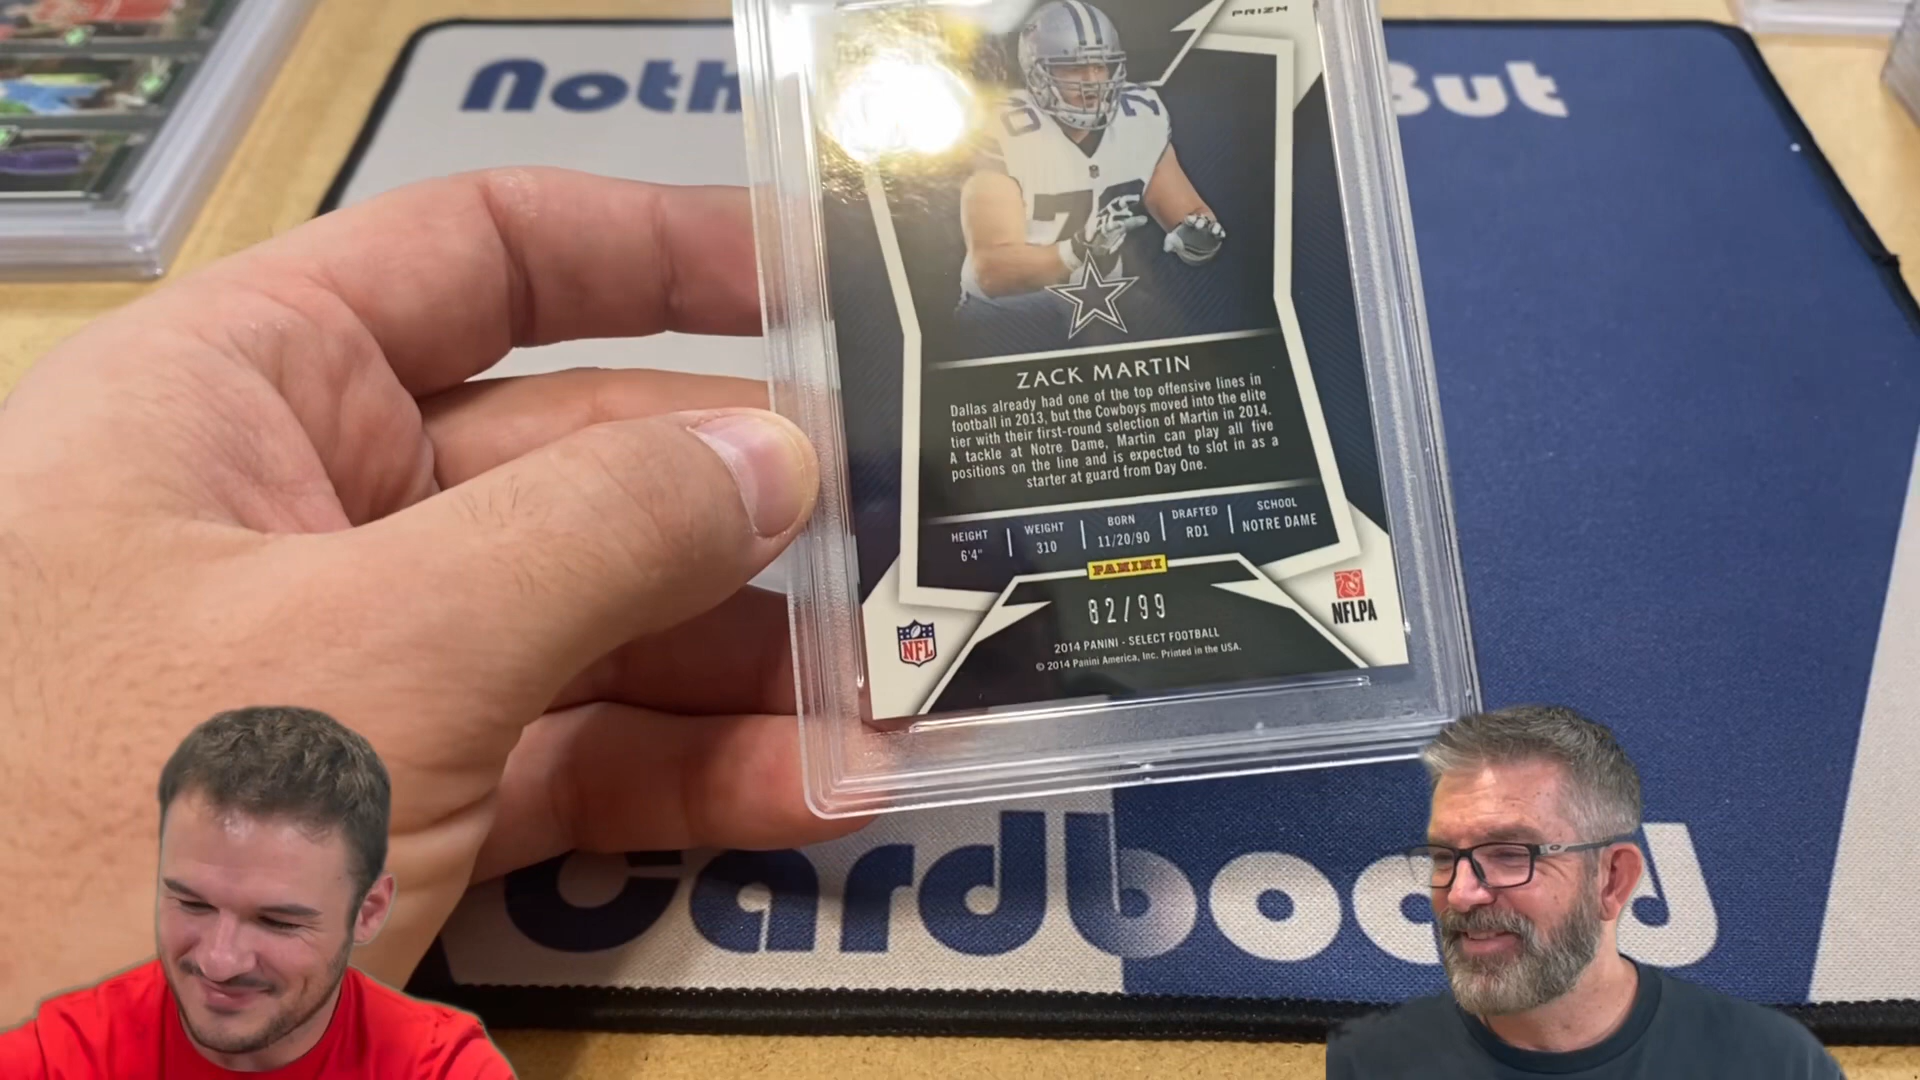 Noth But
PRIZM
70
ZACK MARTIN
Dallas already had one of the top offensive lines in
football in 2013, but the Cowboys moved into the elite
tier with their first-round selection of Martin in 2014.
A tackle at Notre Dame, Martin can play all five
positions on the line and is expected to slot in as a
starter at guard from Day One.
HEIGHT WEIGHT BORN DRAFTED SCHOOL
6'4" 310 11/20/90 RD1 NOTRE DAME
PANINI
82/99
NFL
NFLPA
2014 PANINI - SELECT FOOTBALL
© 2014 Panini America, Inc. Printed in the USA.
Cardboard